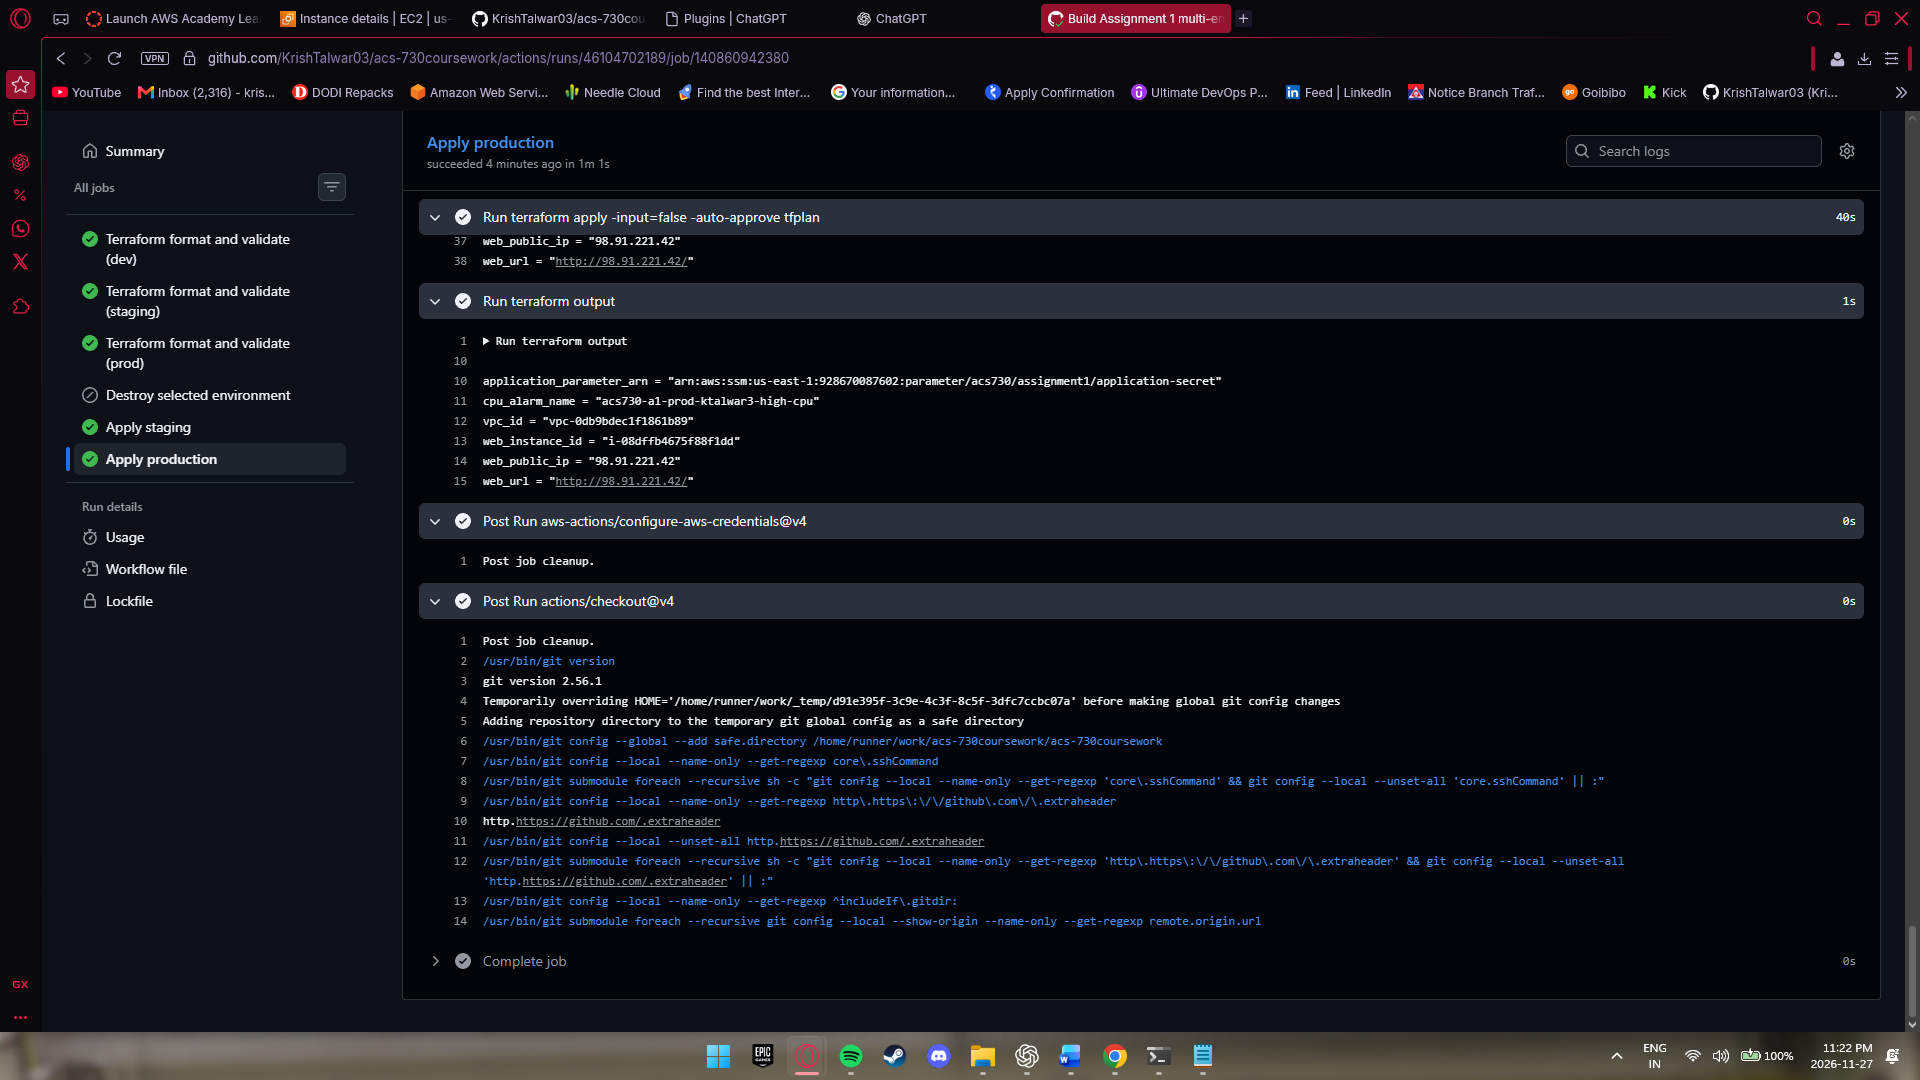 Launch AWS Academy Lea
Instance details | EC2 | us-
KrishTalwar03/acs-730cou
Plugins | ChatGPT
ChatGPT
Build Assignment 1 multi-en
VPN
github.com/KrishTalwar03/acs-730coursework/actions/runs/46104702189/job/140860942380
YouTube
Inbox (2,316) - kris...
DODI Repacks
Amazon Web Servi...
Needle Cloud
Find the best Inter...
Your information...
Apply Confirmation
Ultimate DevOps P...
Feed | LinkedIn
Notice Branch Traf...
Goibibo
Kick
KrishTalwar03 (Kri...
Summary
All jobs
Terraform format and validate
(dev)
Terraform format and validate
(staging)
Terraform format and validate
(prod)
Destroy selected environment
Apply staging
Apply production
Run details
Usage
Workflow file
Lockfile
Apply production
succeeded 4 minutes ago in 1m 1s
Search logs
Run terraform apply -input=false -auto-approve tfplan 40s
37 web_public_ip = "98.91.221.42"
38 web_url = "http://98.91.221.42/"
Run terraform output 1s
1 Run terraform output
10
10 application_parameter_arn = "arn:aws:ssm:us-east-1:928670087602:parameter/acs730/assignment1/application-secret"
11 cpu_alarm_name = "acs730-a1-prod-ktalwar3-high-cpu"
12 vpc_id = "vpc-0db9bdec1f1861b89"
13 web_instance_id = "i-08dffb4675f88f1dd"
14 web_public_ip = "98.91.221.42"
15 web_url = "http://98.91.221.42/"
Post Run aws-actions/configure-aws-credentials@v4 0s
1 Post job cleanup.
Post Run actions/checkout@v4 0s
1 Post job cleanup.
2 /usr/bin/git version
3 git version 2.56.1
4 Temporarily overriding HOME='/home/runner/work/_temp/d91e395f-3c9e-4c3f-8c5f-3dfc7ccbc07a' before making global git config changes
5 Adding repository directory to the temporary git global config as a safe directory
6 /usr/bin/git config --global --add safe.directory /home/runner/work/acs-730coursework/acs-730coursework
7 /usr/bin/git config --local --name-only --get-regexp core\.sshCommand
8 /usr/bin/git submodule foreach --recursive sh -c "git config --local --name-only --get-regexp 'core\.sshCommand' && git config --local --unset-all 'core.sshCommand' || :"
9 /usr/bin/git config --local --name-only --get-regexp http\.https\:\/\/github\.com\/\.extraheader
10 http.https://github.com/.extraheader
11 /usr/bin/git config --local --unset-all http.https://github.com/.extraheader
12 /usr/bin/git submodule foreach --recursive sh -c "git config --local --name-only --get-regexp 'http\.https\:\/\/github\.com\/\.extraheader' && git config --local --unset-all
'http.https://github.com/.extraheader' || :"
13 /usr/bin/git config --local --name-only --get-regexp ^includeIf\.gitdir:
14 /usr/bin/git submodule foreach --recursive git config --local --show-origin --name-only --get-regexp remote.origin.url
Complete job 0s
GX
EPIC
GAMES
ENG
IN
100%
11:22 PM
2026-11-27